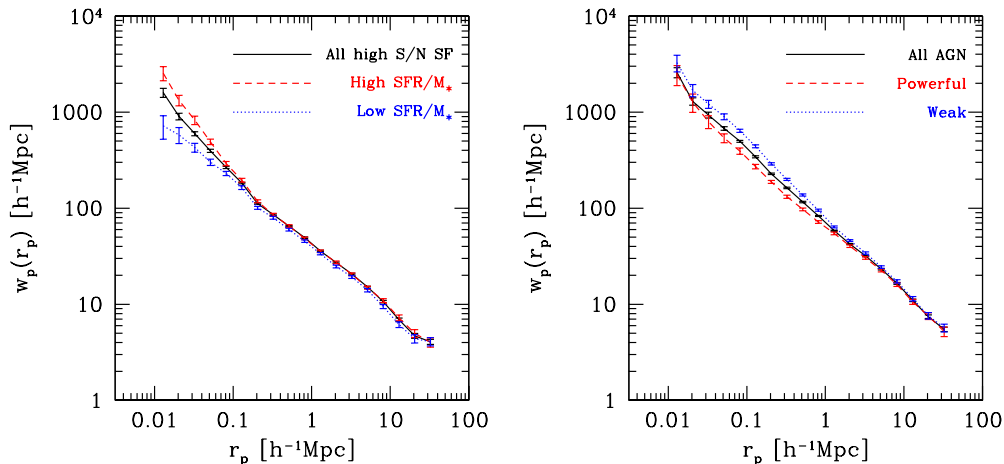 All high S/N SF
High SFR/M*
Low SFR/M*
10⁴
1000
100
10
1
w_p(r_p) [h⁻¹Mpc]
0.01 0.1 1 10 100
r_p [h⁻¹Mpc]
All AGN
Powerful
Weak
10⁴
1000
100
10
1
w_p(r_p) [h⁻¹Mpc]
0.01 0.1 1 10 100
r_p [h⁻¹Mpc]